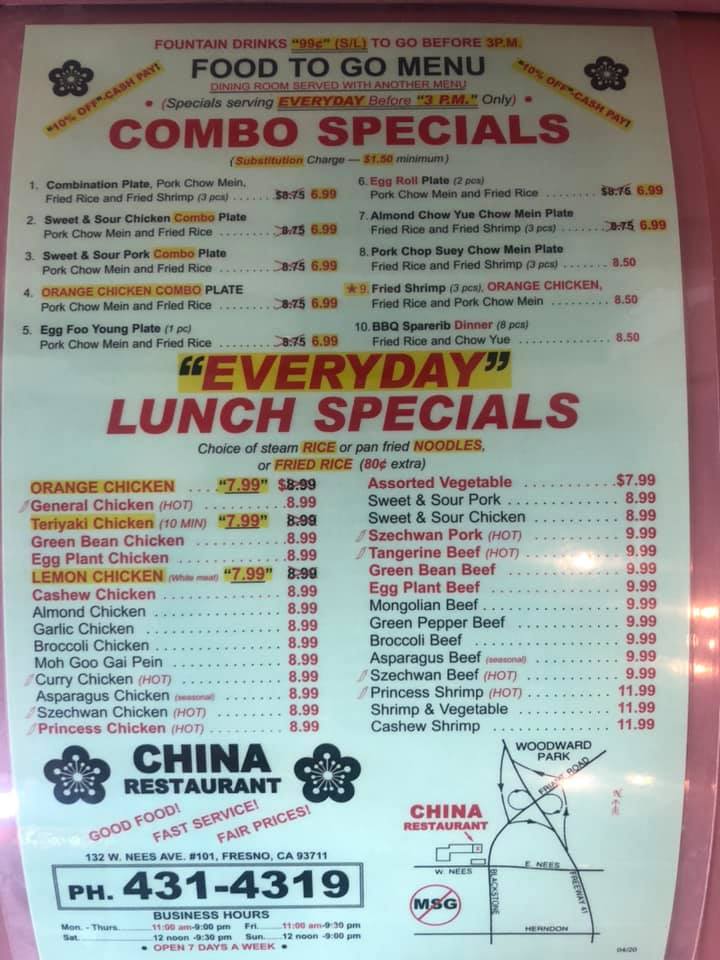 FOUNTAIN DRINKS "99¢" (S/L) TO GO BEFORE 3P.M.
FOOD TO GO MENU
"10% OFF"-CASH PAY!
"10% OFF"-CASH PAY!
DINING ROOM SERVED WITH ANOTHER MENU
• (Specials serving EVERYDAY Before "3 P.M." Only) •
COMBO SPECIALS
(Substitution Charge — $1.50 minimum)
1. Combination Plate, Pork Chow Mein,
Fried Rice and Fried Shrimp (3 pcs) ...... $8.75 6.99
2. Sweet & Sour Chicken Combo Plate
Pork Chow Mein and Fried Rice ......... 8.75 6.99
3. Sweet & Sour Pork Combo Plate
Pork Chow Mein and Fried Rice ......... 8.75 6.99
4. ORANGE CHICKEN COMBO PLATE
Pork Chow Mein and Fried Rice ......... 8.75 6.99
5. Egg Foo Young Plate (1 pc)
Pork Chow Mein and Fried Rice ......... 8.75 6.99
6. Egg Roll Plate (2 pcs)
Pork Chow Mein and Fried Rice ......... $8.75 6.99
7. Almond Chow Yue Chow Mein Plate
Fried Rice and Fried Shrimp (3 pcs) ...... 8.75 6.99
8. Pork Chop Suey Chow Mein Plate
Fried Rice and Fried Shrimp (3 pcs) ....... 8.50
★9. Fried Shrimp (3 pcs), ORANGE CHICKEN,
Fried Rice and Pork Chow Mein ......... 8.50
10. BBQ Sparerib Dinner (8 pcs)
Fried Rice and Chow Yue .............. 8.50
"EVERYDAY"
LUNCH SPECIALS
Choice of steam RICE or pan fried NOODLES,
or FRIED RICE (80¢ extra)
ORANGE CHICKEN .... "7.99" $8.99
General Chicken (HOT) ............ 8.99
Teriyaki Chicken (10 MIN) "7.99" 8.99
Green Bean Chicken ............ 8.99
Egg Plant Chicken .............. 8.99
LEMON CHICKEN (White meat) "7.99" 8.99
Cashew Chicken ............... 8.99
Almond Chicken ............... 8.99
Garlic Chicken ................. 8.99
Broccoli Chicken ............... 8.99
Moh Goo Gai Pein .............. 8.99
Curry Chicken (HOT) ............ 8.99
Asparagus Chicken (seasonal) ...... 8.99
Szechwan Chicken (HOT) ......... 8.99
Princess Chicken (HOT) .......... 8.99
Assorted Vegetable ............. $7.99
Sweet & Sour Pork .............. 8.99
Sweet & Sour Chicken ........... 8.99
Szechwan Pork (HOT) ........... 9.99
Tangerine Beef (HOT) ........... 9.99
Green Bean Beef ............... 9.99
Egg Plant Beef ................ 9.99
Mongolian Beef ................ 9.99
Green Pepper Beef ............. 9.99
Broccoli Beef .................. 9.99
Asparagus Beef (seasonal) ........ 9.99
Szechwan Beef (HOT) ........... 9.99
Princess Shrimp (HOT) .......... 11.99
Shrimp & Vegetable ............ 11.99
Cashew Shrimp ................ 11.99
CHINA
RESTAURANT
GOOD FOOD!
FAST SERVICE!
FAIR PRICES!
132 W. NEES AVE. #101, FRESNO, CA 93711
PH. 431-4319
BUSINESS HOURS
Mon. - Thurs........11:00 am-9:00 pm Fri......11:00 am-9:30 pm
Sat....................12 noon -9:30 pm Sun.....12 noon -9:00 pm
• OPEN 7 DAYS A WEEK •
WOODWARD
PARK
FRIANT ROAD
CHINA
RESTAURANT
W. NEES
E. NEES
BLACKSTONE
FREEWAY 41
MSG
HERNDON
04/20